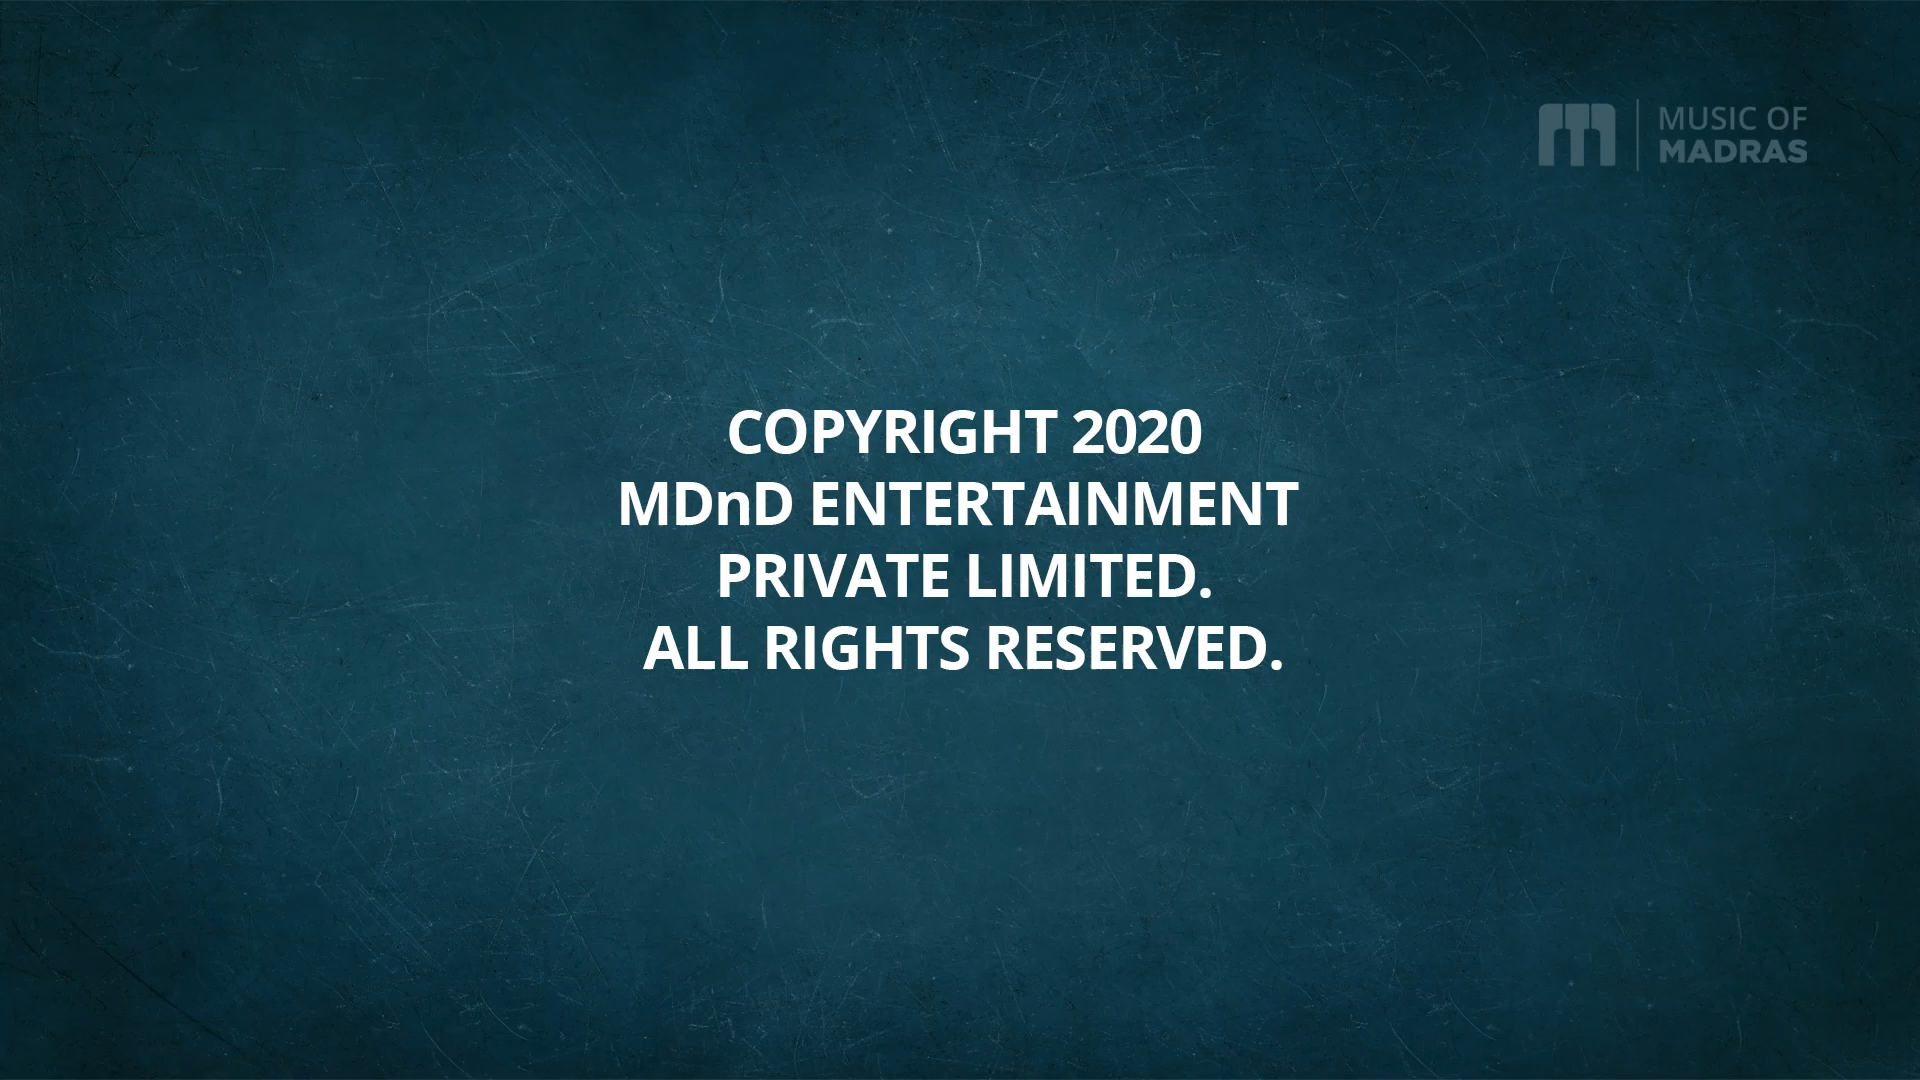 MUSIC OF
MADRAS
COPYRIGHT 2020
MDnD ENTERTAINMENT
PRIVATE LIMITED.
ALL RIGHTS RESERVED.